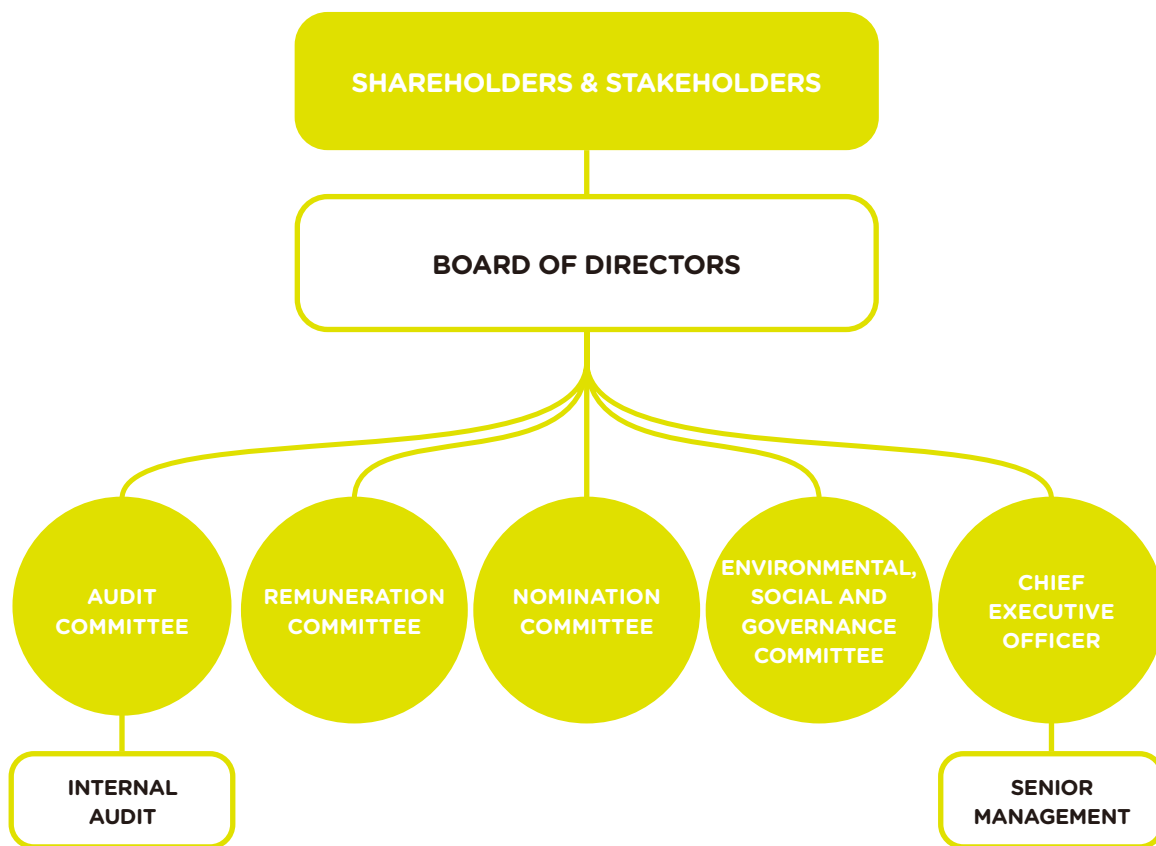 SHAREHOLDERS & STAKEHOLDERS
BOARD OF DIRECTORS
AUDIT
COMMITTEE
REMUNERATION
COMMITTEE
NOMINATION
COMMITTEE
ENVIRONMENTAL,
SOCIAL AND
GOVERNANCE
COMMITTEE
CHIEF
EXECUTIVE
OFFICER
INTERNAL
AUDIT
SENIOR
MANAGEMENT